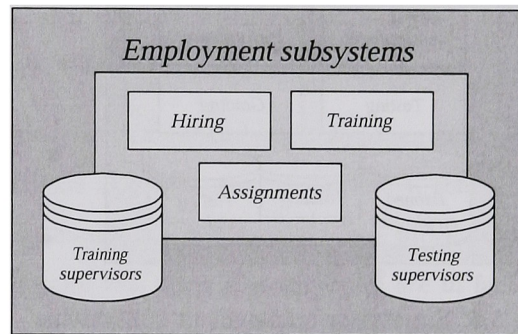 Employment subsystems
Hiring
Training
Assignments
Training
supervisors
Testing
supervisors